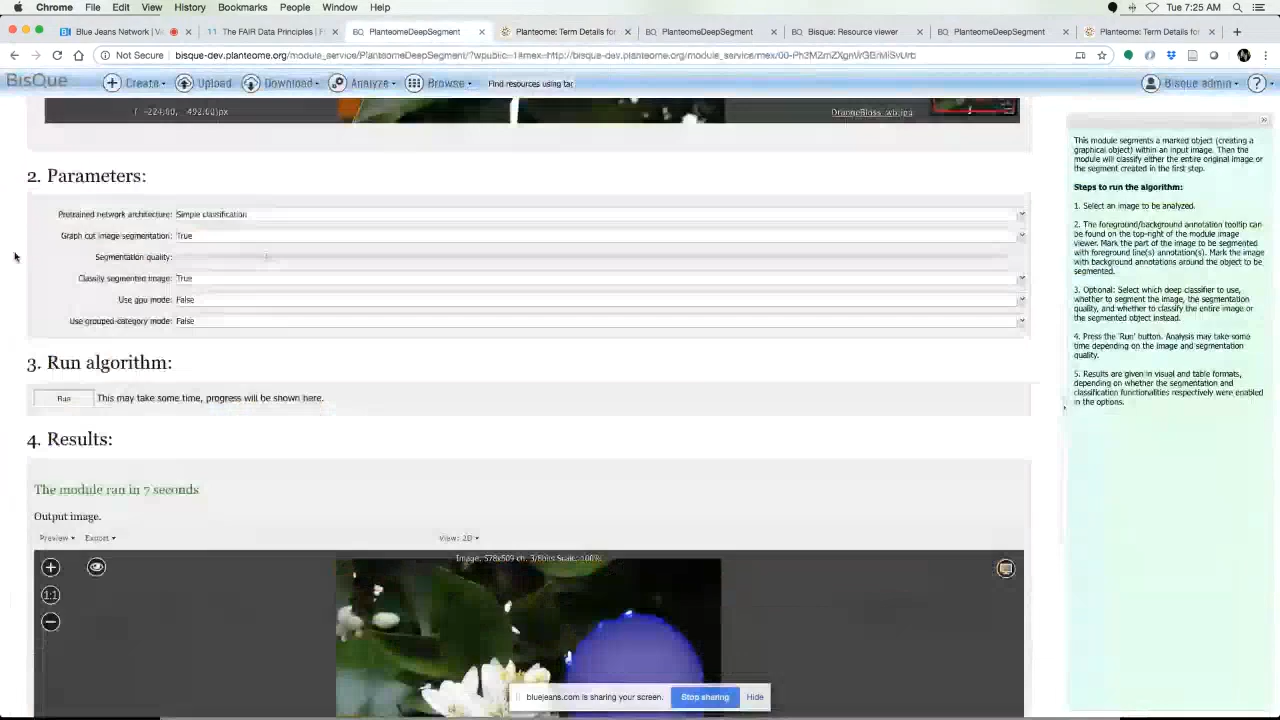 Chrome File Edit View History Bookmarks People Window Help Tue 7:25 AM
Blue Jeans Network | V
The FAIR Data Principles | F
PlanteomeDeepSegment
Planteome: Term Details for
PlanteomeDeepSegment
Bisque: Resource viewer
PlanteomeDeepSegment
Planteome: Term Details for
Not Secure
BisQue Create Upload Download Analyze Browse Find resources using tag Bisque admin
( -224.00, 492.00)px
2. Parameters:
Pretrained network architecture: Simple classification
Graph cut image segmentation: True
Segmentation quality:
Classify segmented image: True
Use gpu mode: False
Use grouped-category mode: False
3. Run algorithm:
Run This may take some time, progress will be shown here.
4. Results:
The module ran in 7 seconds
Output image.
Preview Export View: 2D
Image: 578x509 ch: 3/8bits Scale: 100%
1:1
bluejeans.com is sharing your screen. Stop sharing Hide
This module segments a marked object (creating a
graphical object) within an input image. Then the
module will classify either the entire original image or
the segment created in the first step.
Steps to run the algorithm:
1. Select an image to be analyzed.
2. The foreground/background annotation tooltip can
be found on the top-right of the module image
viewer. Mark the part of the image to be segmented
with foreground line(s) annotation(s). Mark the image
with background annotations around the object to be
segmented.
3. Optional: Select which deep classifier to use,
whether to segment the image, the segmentation
quality, and whether to classify the entire image or
the segmented object instead.
4. Press the 'Run' button. Analysis may take some
time depending on the image and segmentation
quality.
5. Results are given in visual and table formats,
depending on whether the segmentation and
classification functionalities respectively were enabled
in the options.